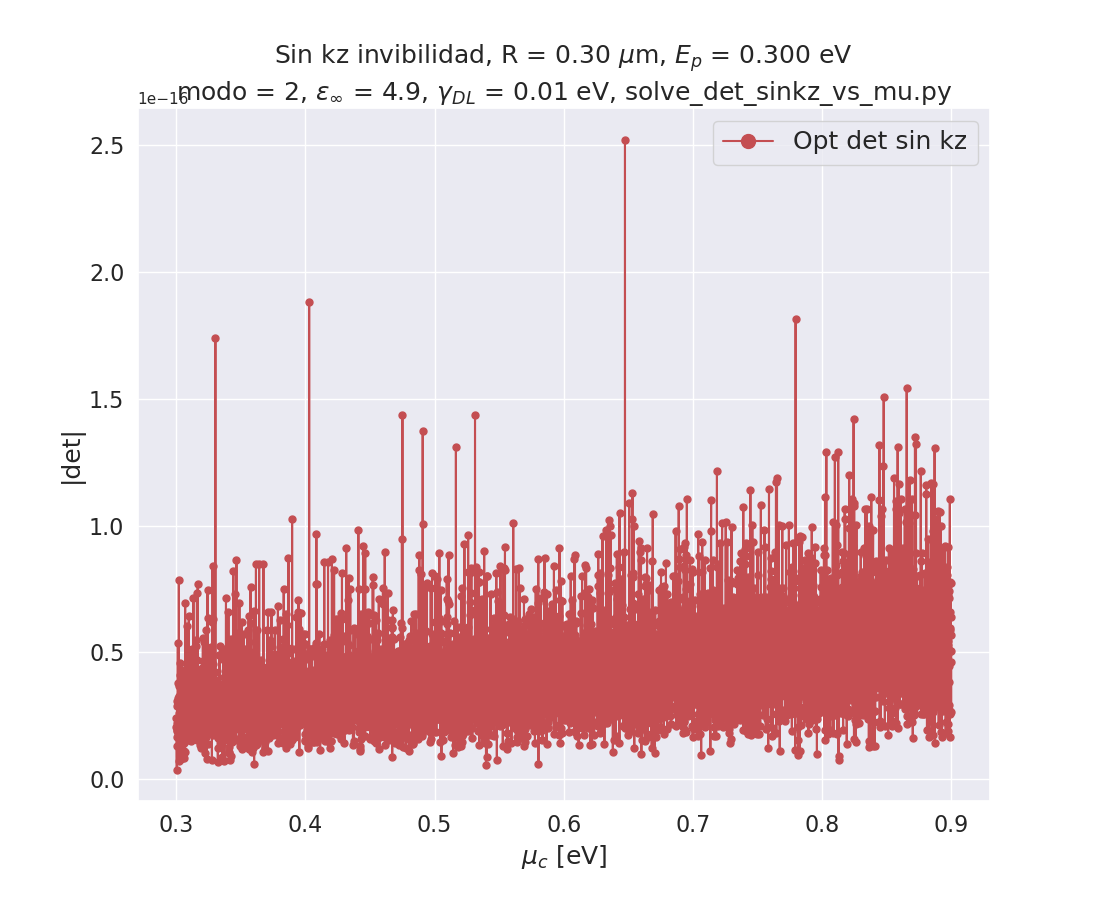 Sin kz invibilidad, R = 0.30 μm, E_p = 0.300 eV
modo = 2, ε_∞ = 4.9, γ_DL = 0.01 eV, solve_det_sinkz_vs_mu.py
1e−16
Opt det sin kz
2.5
2.0
1.5
1.0
0.5
0.0
|det|
0.3 0.4 0.5 0.6 0.7 0.8 0.9
μ_c [eV]